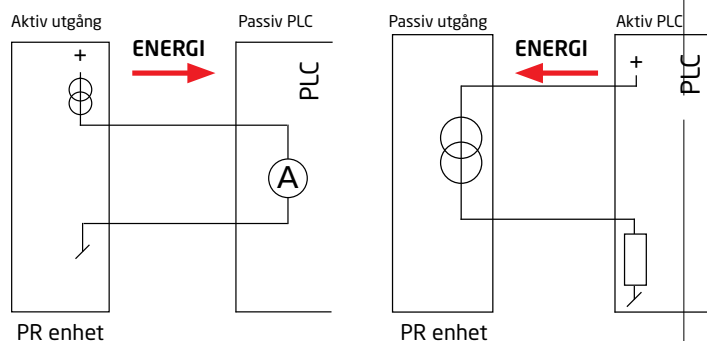 Aktiv utgång
Passiv PLC
ENERGI
+
PLC
A
PR enhet
Passiv utgång
Aktiv PLC
ENERGI
+
PLC
PR enhet